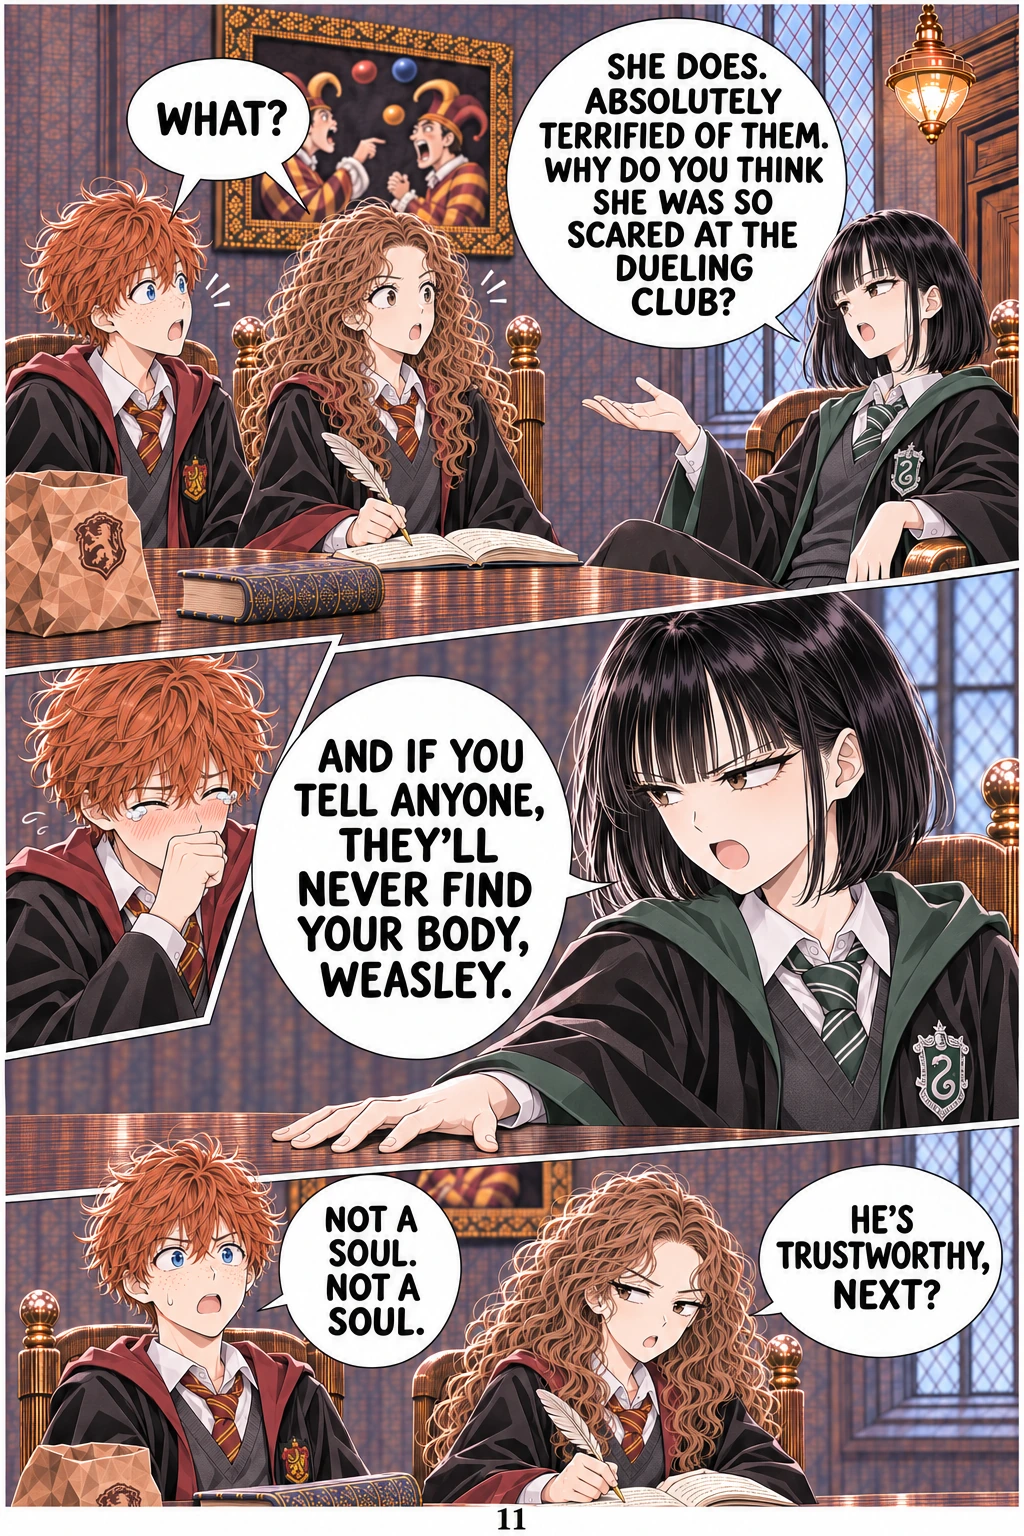 WHAT?
SHE DOES.
ABSOLUTELY
TERRIFIED OF THEM.
WHY DO YOU THINK
SHE WAS SO
SCARED AT THE
DUELING
CLUB?
AND IF YOU
TELL ANYONE,
THEY'LL
NEVER FIND
YOUR BODY,
WEASLEY.
NOT A
SOUL.
NOT A
SOUL.
HE'S
TRUSTWORTHY,
NEXT?
11